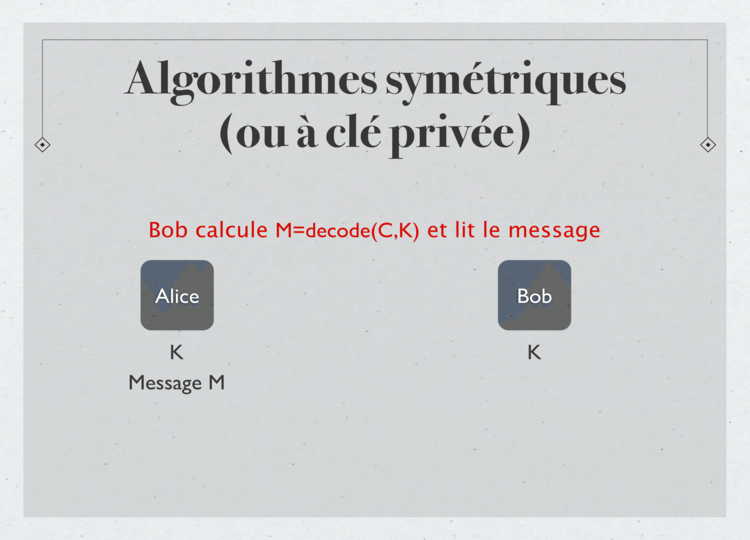 Algorithmes symétriques
(ou à clé privée)
Bob calcule M=decode(C,K) et lit le message
Alice
Bob
K
K
Message M